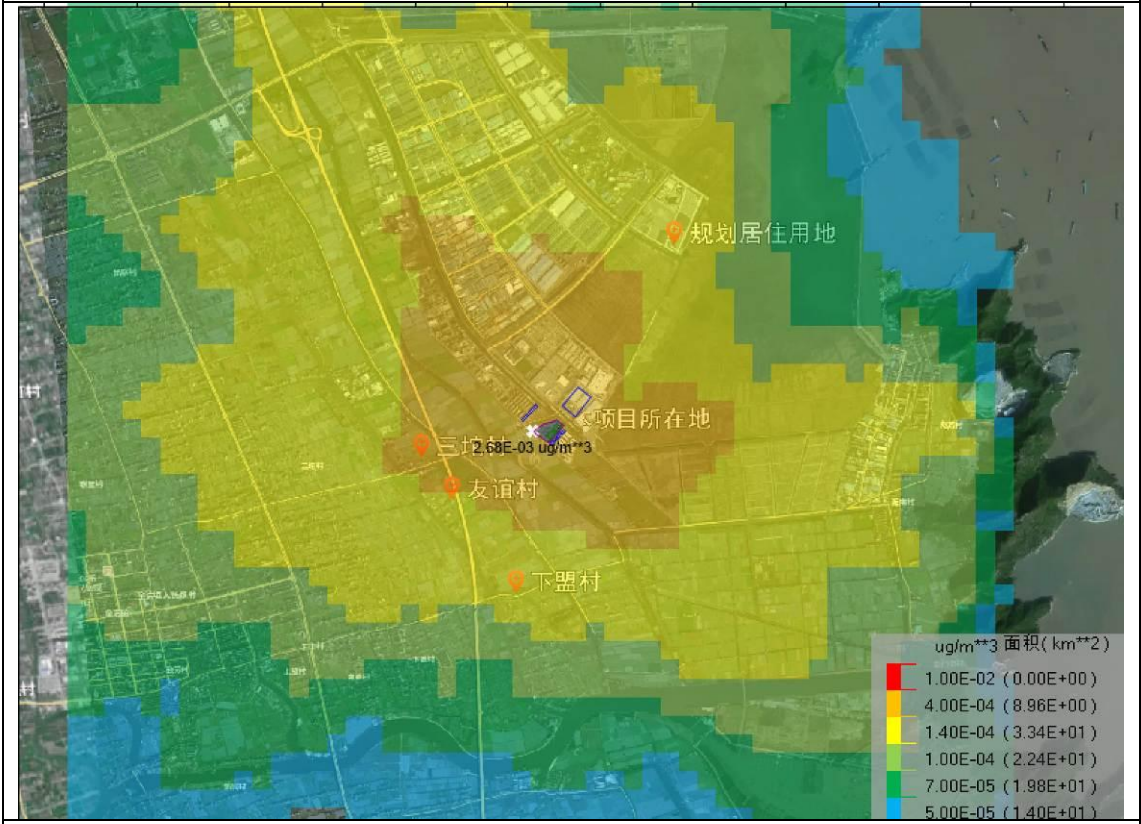 规划居住用地
项目所在地
三坵村
2.68E-03 ug/m**3
友谊村
下盟村
ug/m**3 面积( km**2 )
1.00E-02 ( 0.00E+00 )
4.00E-04 ( 8.96E+00 )
1.40E-04 ( 3.34E+01 )
1.00E-04 ( 2.24E+01 )
7.00E-05 ( 1.98E+01 )
5.00E-05 ( 1.40E+01 )